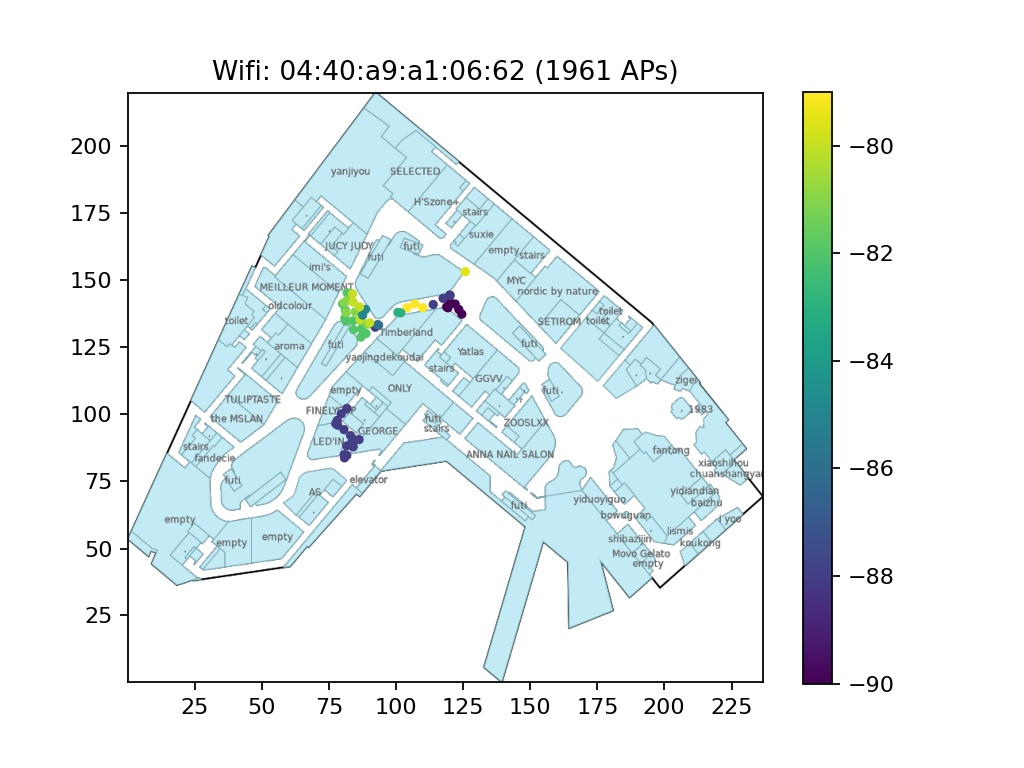 Wifi: 04:40:a9:a1:06:62 (1961 APs)
200
175
150
125
100
75
50
25
25
50
75
100
125
150
175
200
225
−80
−82
−84
−86
−88
−90
yanjiyou
SELECTED
H'SZone+
stairs
suxie
empty
stairs
JUCY JUDY
futi
futi
imi's
MEILLEUR MOMENT
MYC
nordic by nature
oldcolour
toilet
SETIROM
toilet
toilet
Timberland
futi
futi
aroma
yaojingdekoudai
Yatlas
stairs
GGVV
zigei
empty
ONLY
futi
TULIPTASTE
1983
the MSLAN
futi
stairs
ZOOSLXX
GEORGE
LED'IN
stairs
fandecie
ANNA NAIL SALON
fantong
xiaoshihou
chuanshangyan
futi
elevator
AS
yiduoyiguo
yidiandian
baizhu
futi
bowuguan
J yoo
empty
lismis
koukong
shibazijin
empty
empty
Movo Gelato
empty